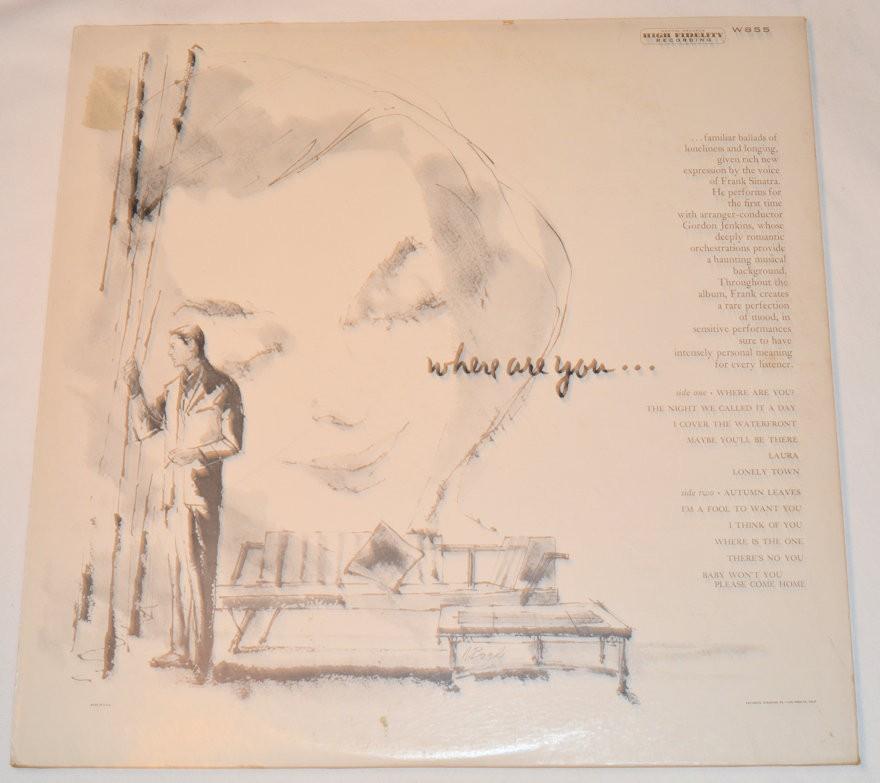 HIGH FIDELITY
RECORDING
W855
...familiar ballads of
loneliness and longing,
given rich new
expression by the voice
of Frank Sinatra.
He performs for
the first time
with arranger-conductor
Gordon Jenkins, whose
deeply romantic
orchestrations provide
a haunting musical
background.
Throughout the
album, Frank creates
a rare perfection
of mood, in
sensitive performances
sure to have
intensely personal meaning
for every listener.
where are you...
side one • WHERE ARE YOU?
THE NIGHT WE CALLED IT A DAY
I COVER THE WATERFRONT
MAYBE YOU'LL BE THERE
LAURA
LONELY TOWN
side two • AUTUMN LEAVES
I'M A FOOL TO WANT YOU
I THINK OF YOU
WHERE IS THE ONE
THERE'S NO YOU
BABY WON'T YOU
PLEASE COME HOME